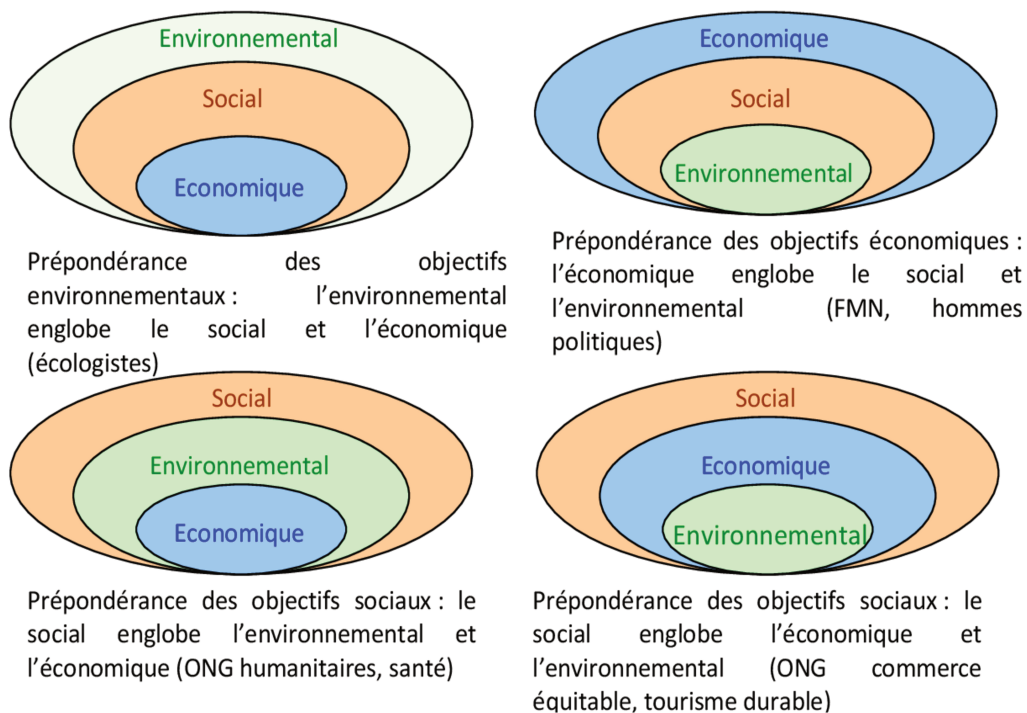 Environnemental
Social
Economique
Prépondérance des objectifs
environnementaux : l’environnemental
englobe le social et l’économique
(écologistes)
Economique
Social
Environnemental
Prépondérance des objectifs économiques :
l’économique englobe le social et
l’environnemental (FMN, hommes
politiques)
Social
Environnemental
Economique
Prépondérance des objectifs sociaux : le
social englobe l’environnemental et
l’économique (ONG humanitaires, santé)
Social
Economique
Environnemental
Prépondérance des objectifs sociaux : le
social englobe l’économique et
l’environnemental (ONG commerce
équitable, tourisme durable)